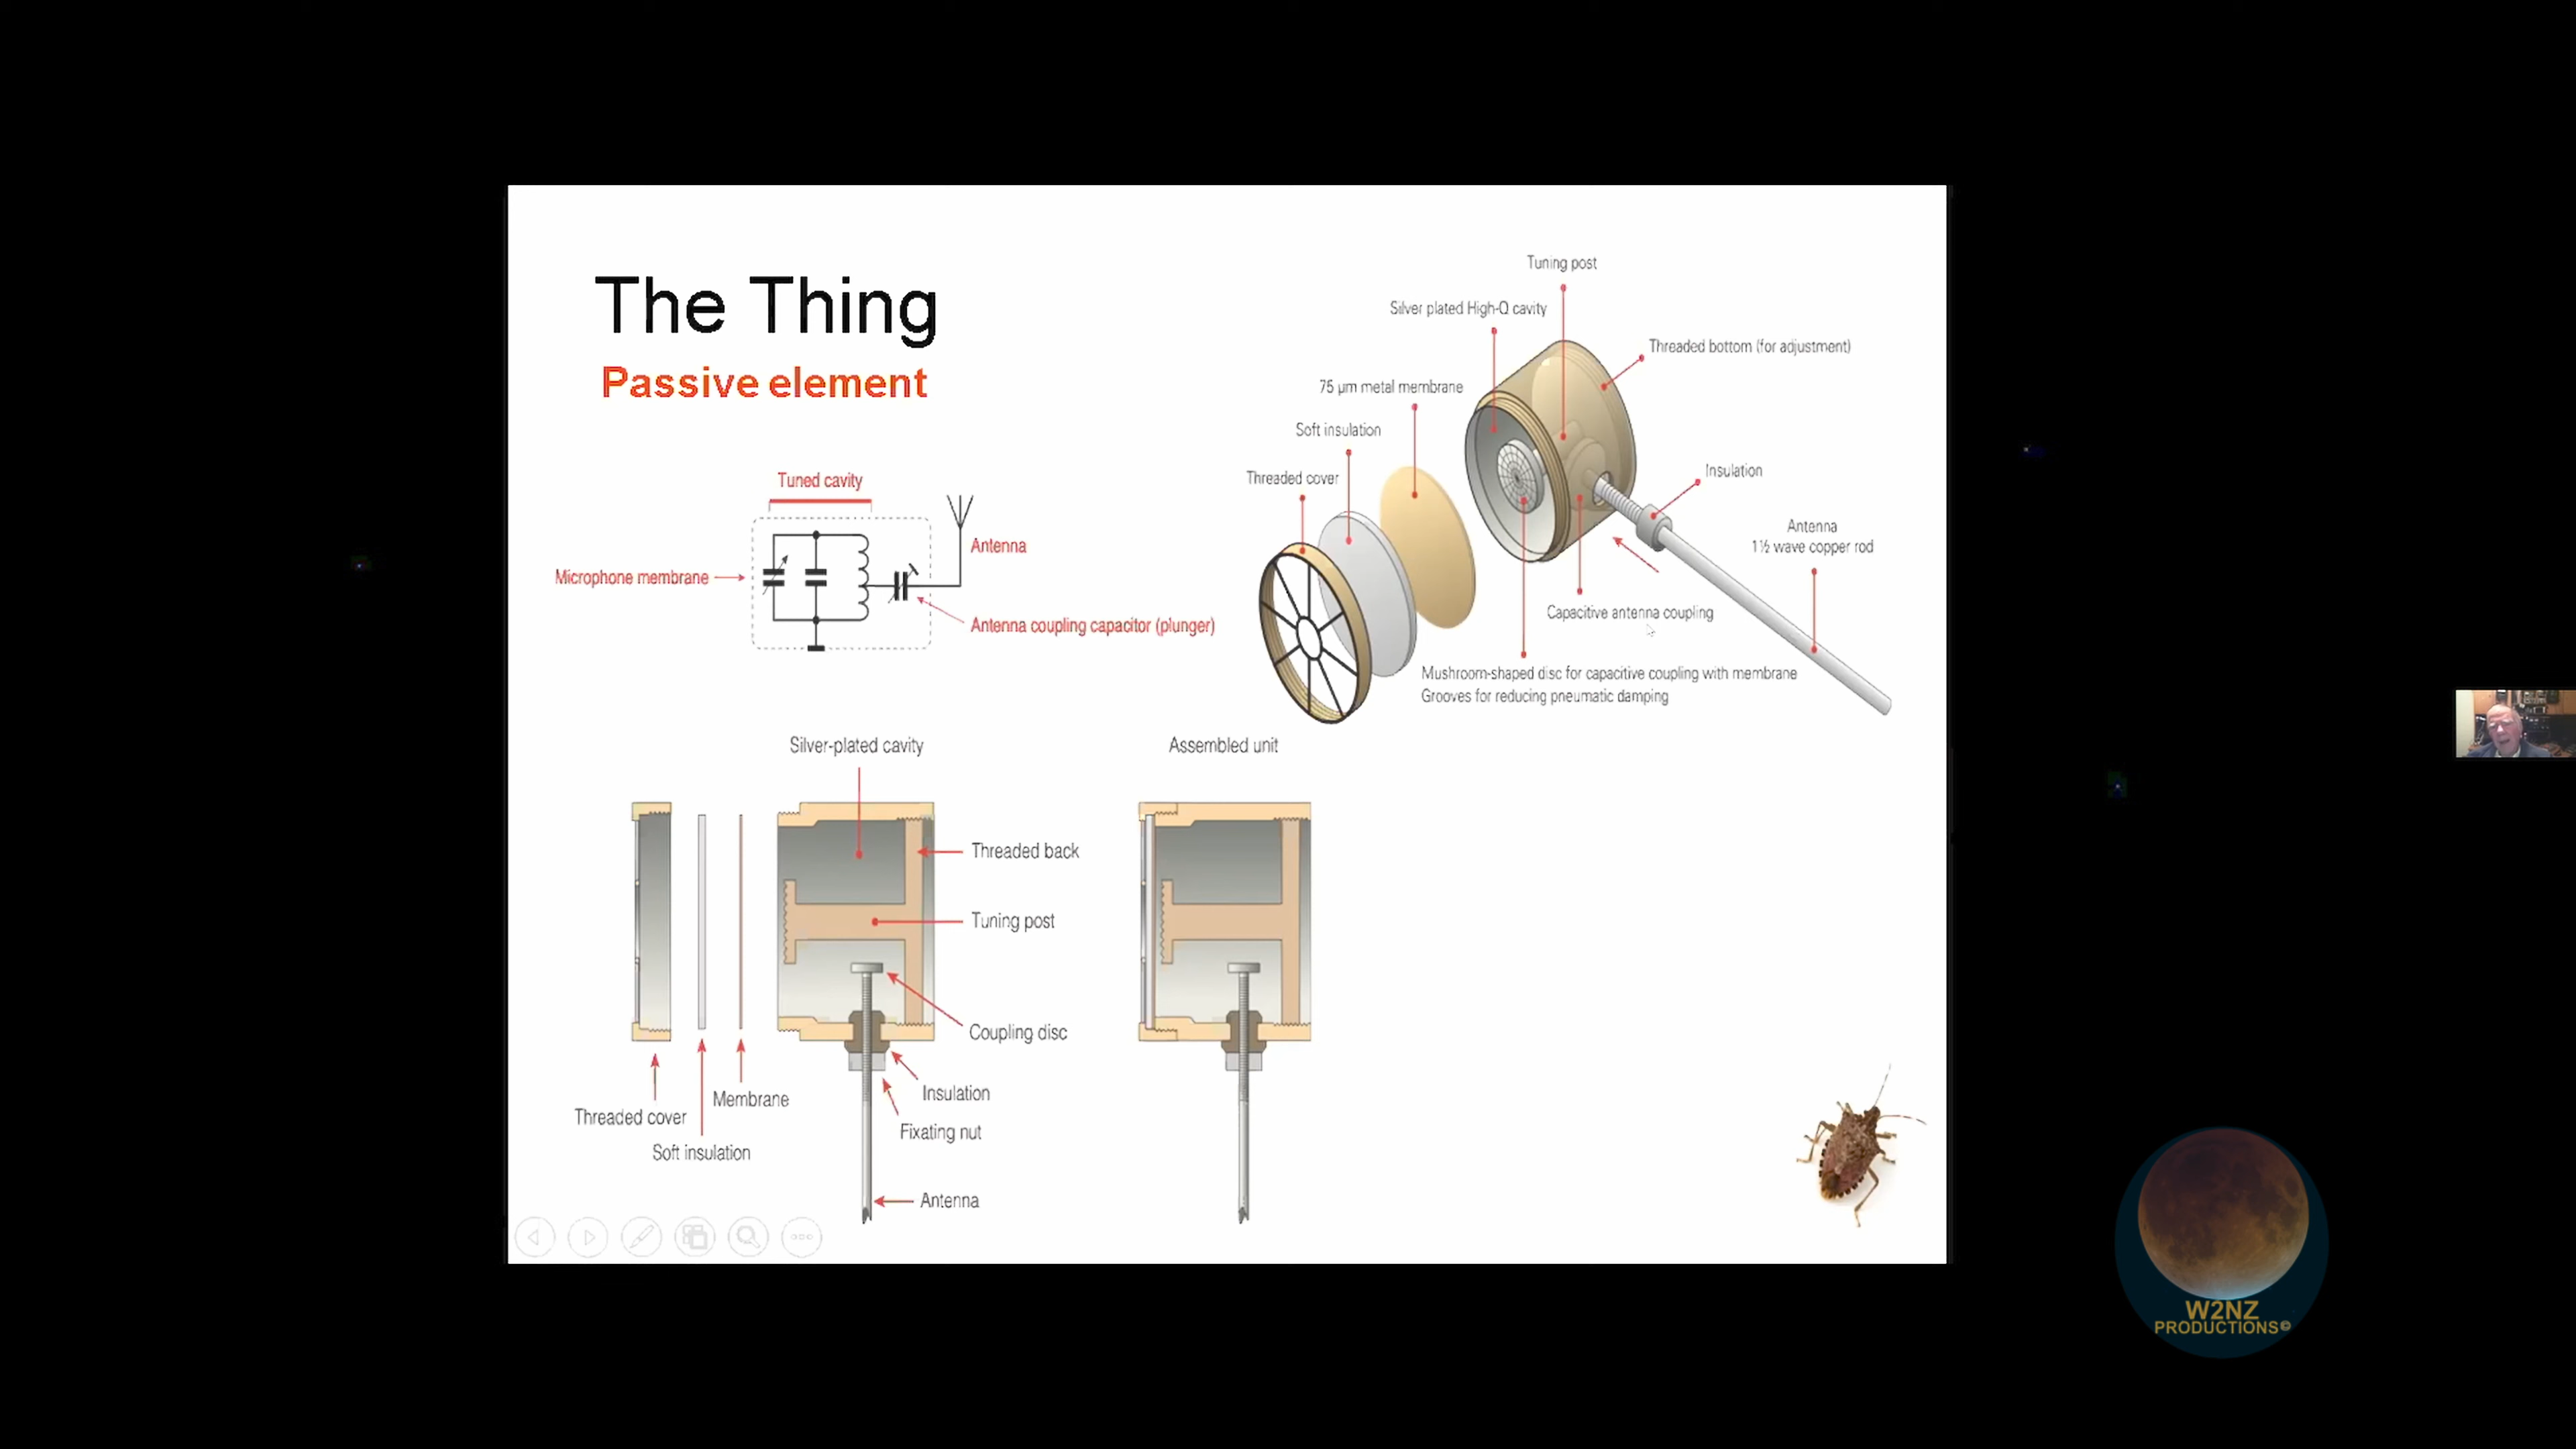 The Thing
Passive element
Tuned cavity
Microphone membrane
Antenna
Antenna coupling capacitor (plunger)
Tuning post
Silver plated High-Q cavity
Threaded bottom (for adjustment)
75 µm metal membrane
Soft insulation
Threaded cover
Insulation
Antenna
1½ wave copper rod
Capacitive antenna coupling
Mushroom-shaped disc for capacitive coupling with membrane
Grooves for reducing pneumatic damping
Silver-plated cavity
Threaded back
Tuning post
Coupling disc
Insulation
Fixating nut
Antenna
Membrane
Threaded cover
Soft insulation
Assembled unit
W2NZ
PRODUCTIONS©